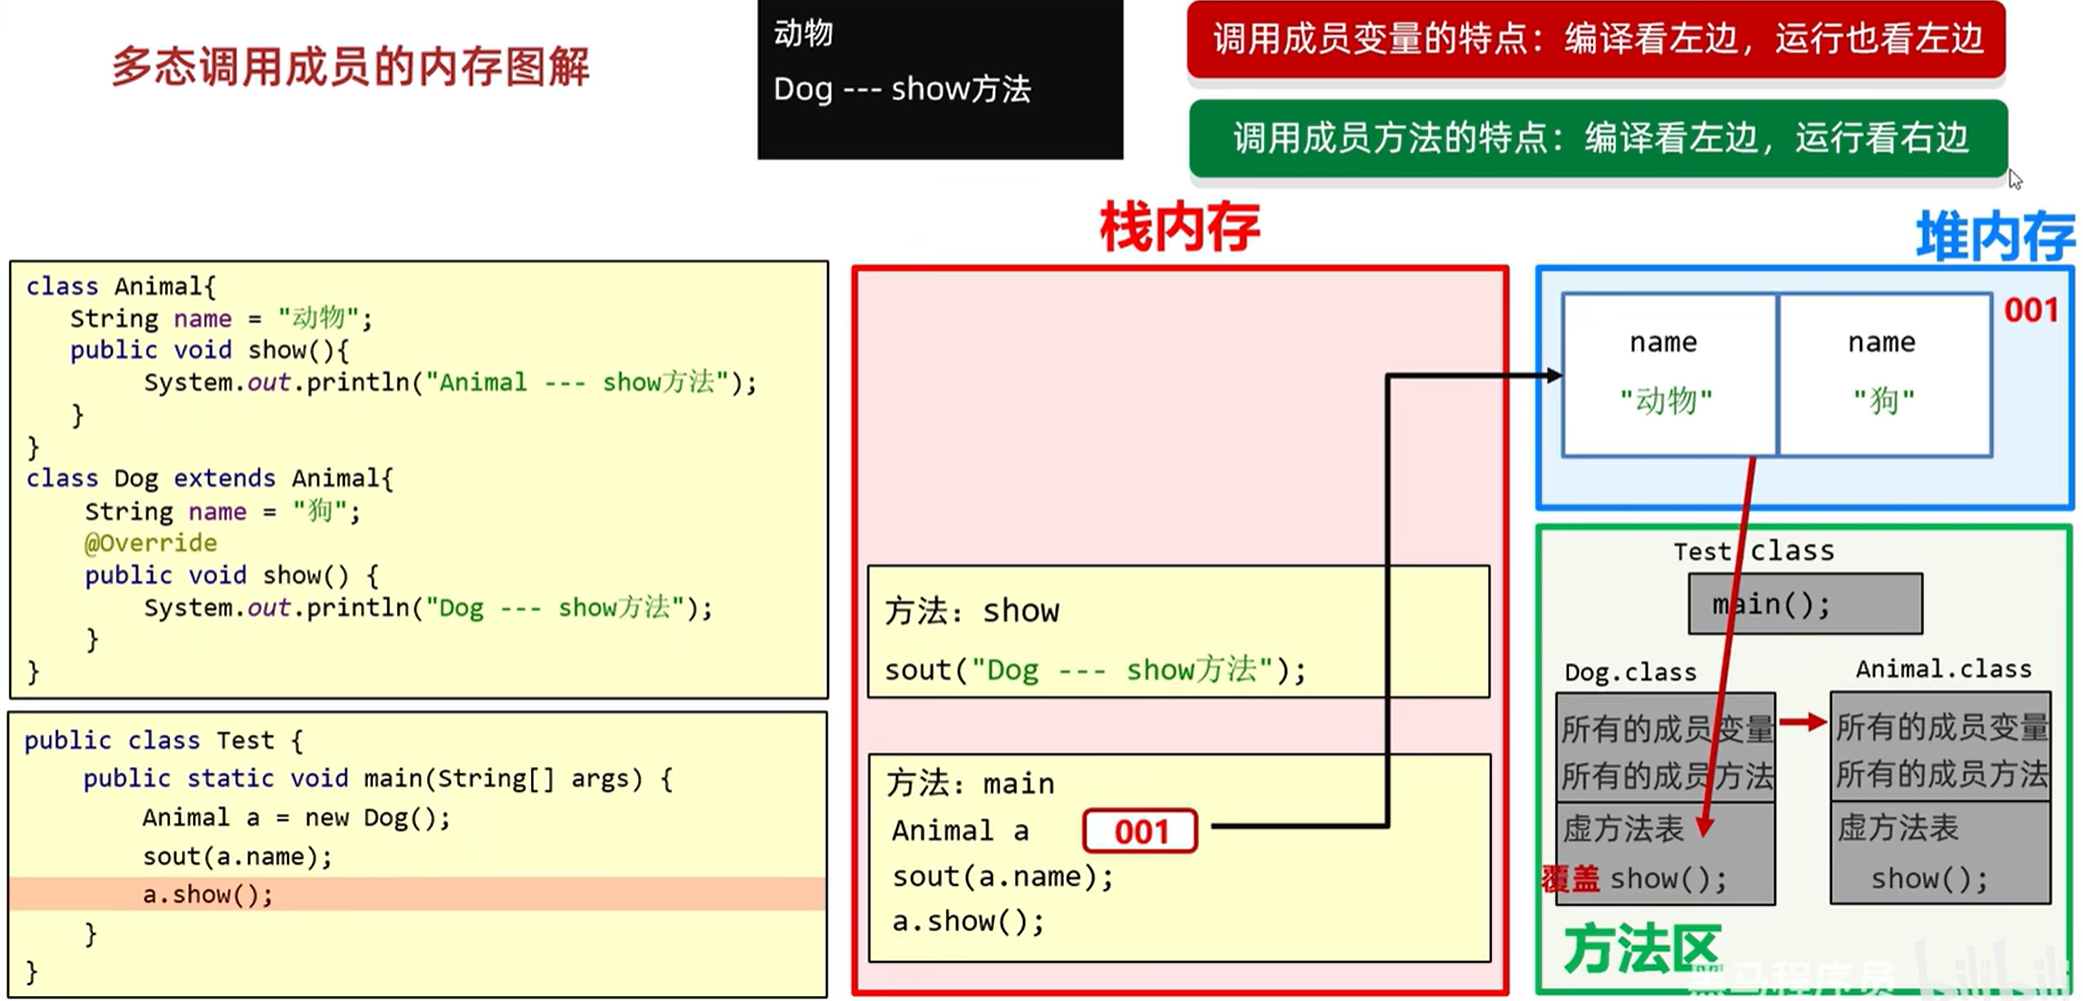 多态调用成员的内存图解
动物
Dog --- show方法
调用成员变量的特点：编译看左边，运行也看左边
调用成员方法的特点：编译看左边，运行看右边
class Animal{
String name = "动物";
public void show(){
System.out.println("Animal --- show方法");
}
}
class Dog extends Animal{
String name = "狗";
@Override
public void show() {
System.out.println("Dog --- show方法");
}
}
public class Test {
public static void main(String[] args) {
Animal a = new Dog();
sout(a.name);
a.show();
}
}
栈内存
方法：show
sout("Dog --- show方法");
方法：main
Animal a 001
sout(a.name);
a.show();
堆内存
001
name
"动物"
name
"狗"
Test.class
main();
Dog.class
所有的成员变量
所有的成员方法
虚方法表
覆盖 show();
Animal.class
所有的成员变量
所有的成员方法
虚方法表
show();
方法区
黑马程序员
bilibili